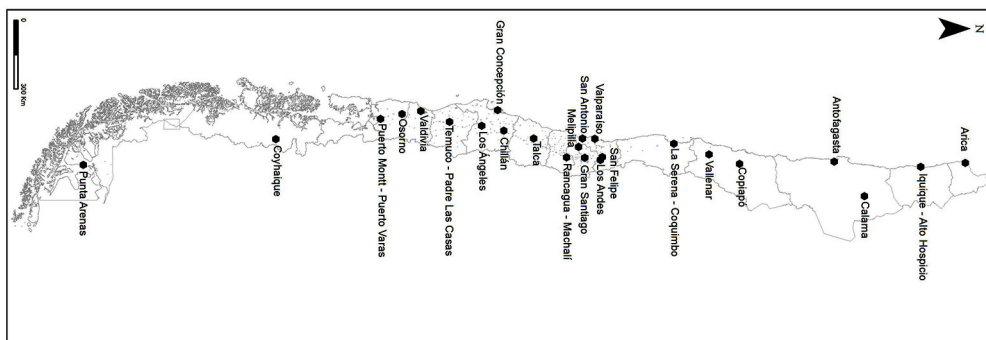 N
Arica
Iquique - Alto Hospicio
Calama
Antofagasta
Copiapó
Vallenar
La Serena - Coquimbo
San Felipe
Los Andes
Valparaíso
Gran Santiago
San Antonio
Melipilla
Rancagua - Machalí
Talca
Chillán
Gran Concepción
Los Ángeles
Temuco - Padre Las Casas
Valdivia
Osorno
Puerto Montt - Puerto Varas
Coyhaique
Punta Arenas
0
300 Km